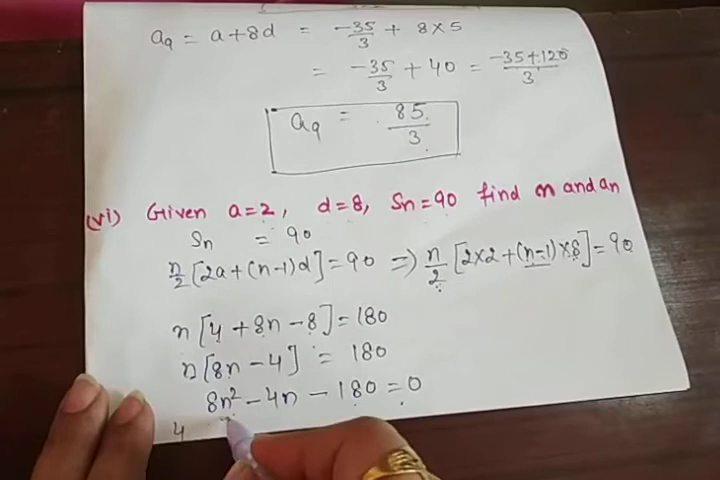 a₉ = a+8d = -35/3 + 8×5
= -35/3 + 40 = -35+120/3
a₉ = 85/3
(vi) Given a=2, d=8, Sn=90 find n and an
Sn = 90
n/2 [2a+(n-1)d] = 90 => n/2 [2×2+(n-1)×8] = 90
n[4+8n-8] = 180
n[8n-4] = 180
8n²-4n-180=0
4